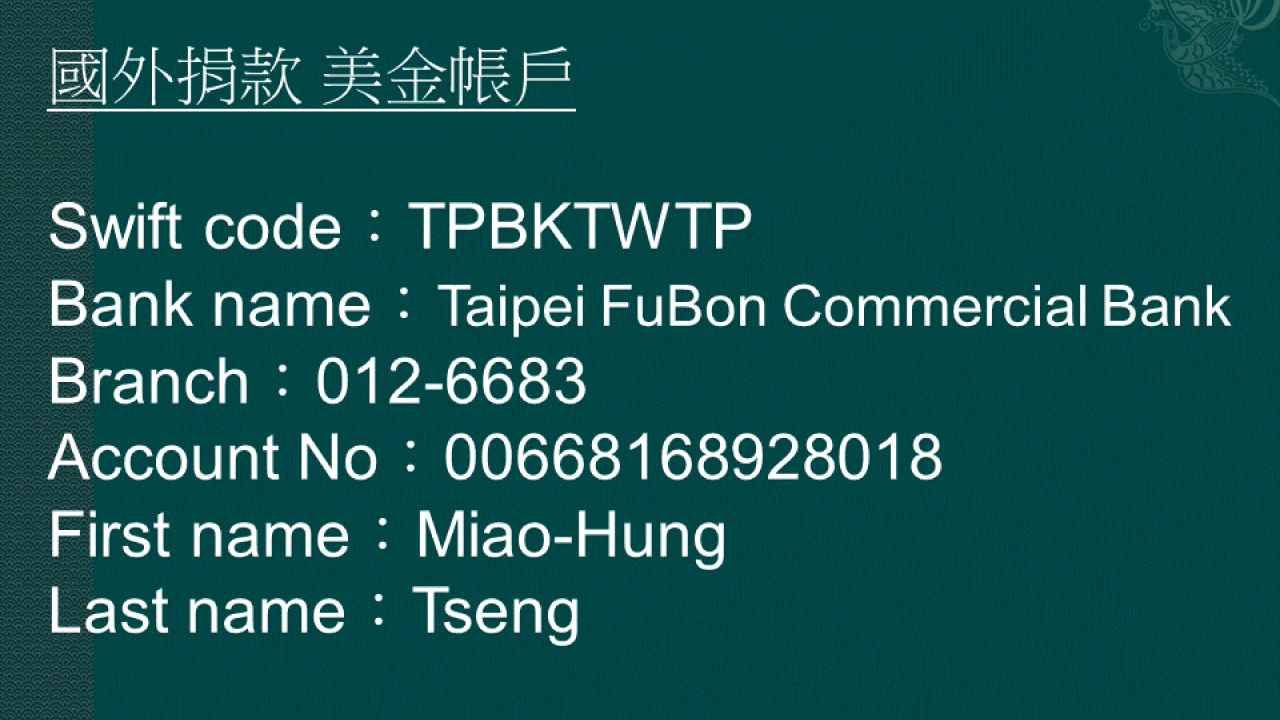 國外捐款 美金帳戶
Swift code：TPBKTWTP
Bank name：Taipei FuBon Commercial Bank
Branch：012-6683
Account No：00668168928018
First name：Miao-Hung
Last name：Tseng